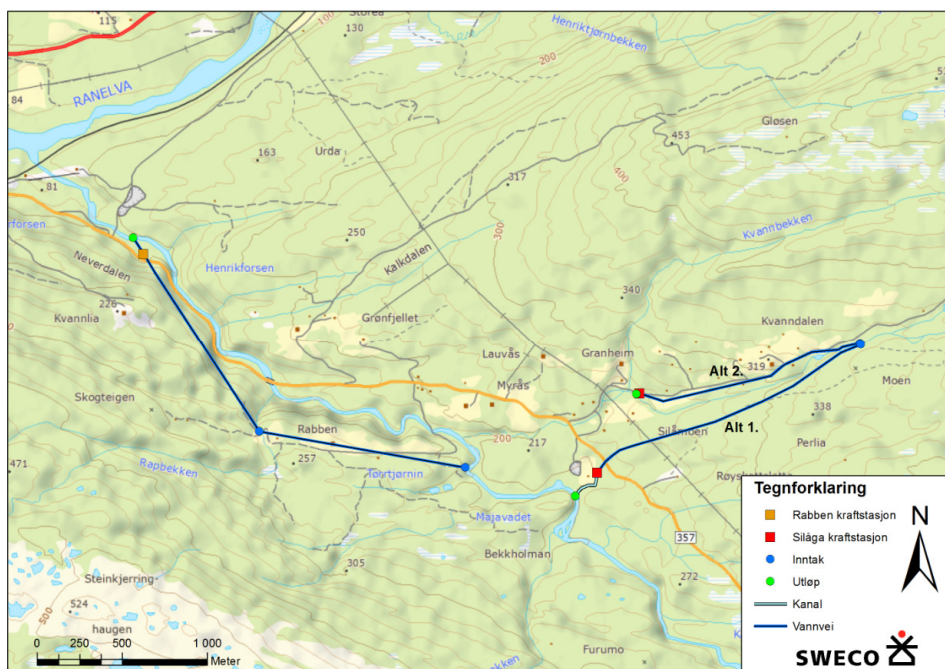 115
Storea
130
100
Henriktjørnbekken
200
84
RANELVA
Gløsen
453
163
Urda
400
81
317
Kvannbekken
300
250
Kalkdalen
Henrikforsen
Neverdalen
340
226
Kvannlia
Grønfjellet
Kvanndalen
Lauvås
Granheim
Alt 2.
319
Moen
Myrås
Skogteigen
Alt 1.
338
Silåmoen
Rabben
200
217
Perlia
471
Rapbekken
257
Tørrtjørnin
Majavadet
357
Bekkholman
305
272
Steinkjerring-
haugen
524
500
Furumo
Tegnforklaring
Rabben kraftstasjon
Silåga kraftstasjon
Inntak
Utløp
Kanal
Vannvei
N
SWECO
0 250 500 1 000
Meter